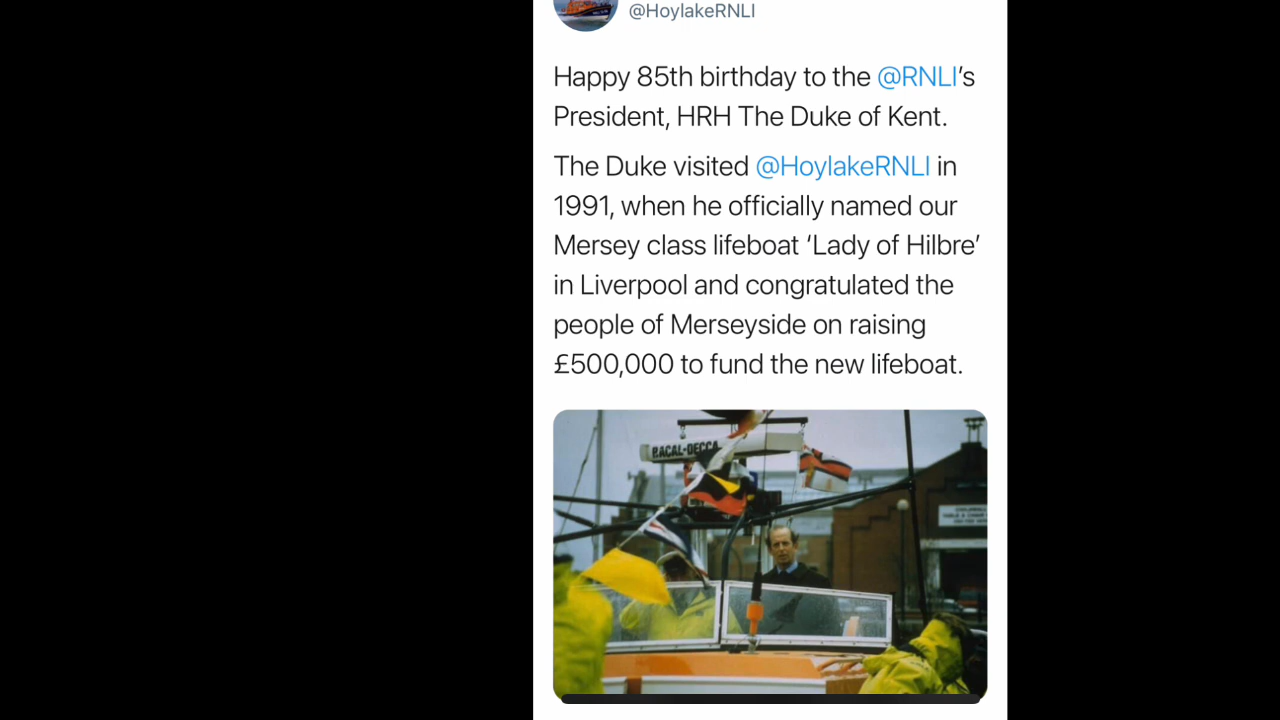 @HoylakeRNLI
Happy 85th birthday to the @RNLI's
President, HRH The Duke of Kent.
The Duke visited @HoylakeRNLI in
1991, when he officially named our
Mersey class lifeboat ‘Lady of Hilbre’
in Liverpool and congratulated the
people of Merseyside on raising
£500,000 to fund the new lifeboat.
RACAL-DECCA